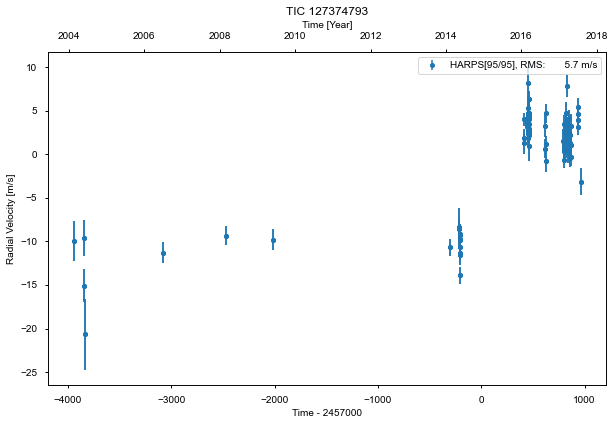 TIC 127374793
Time [Year]
2004 2006 2008 2010 2012 2014 2016 2018
HARPS[95/95], RMS: 5.7 m/s
10
5
0
−5
−10
−15
−20
−25
Radial Velocity [m/s]
−4000 −3000 −2000 −1000 0 1000
Time - 2457000